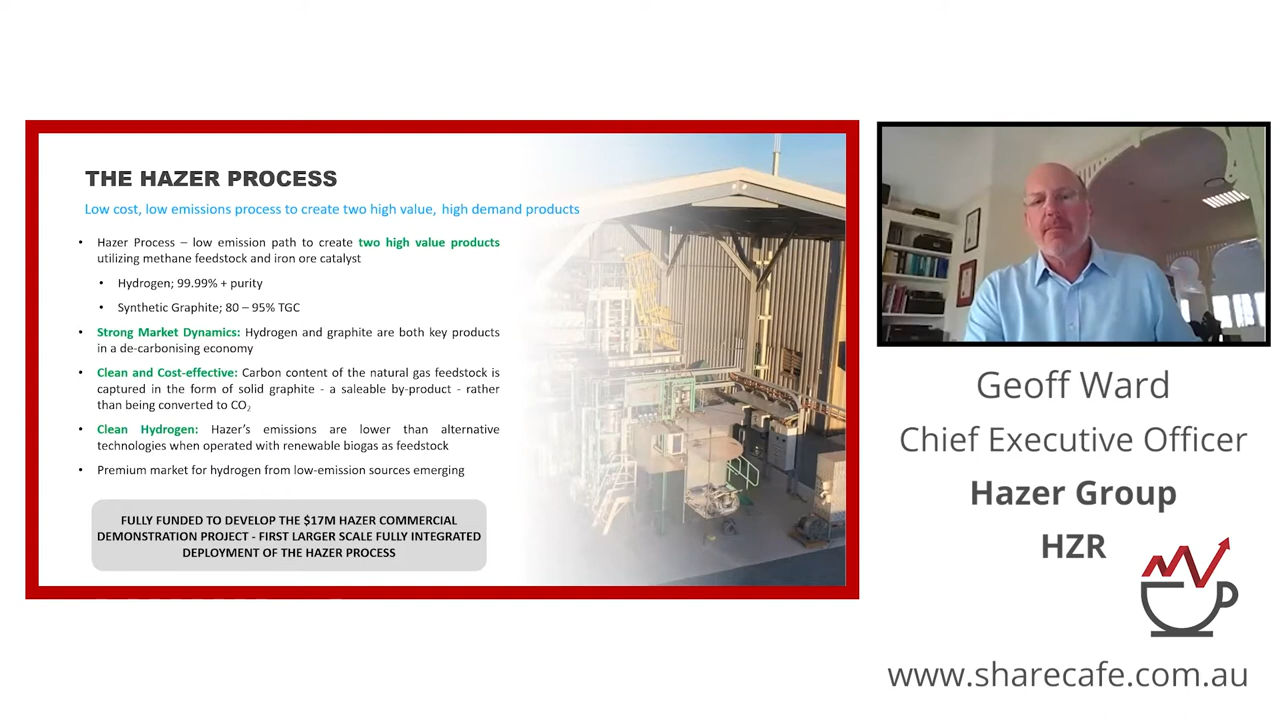 THE HAZER PROCESS
Low cost, low emissions process to create two high value, high demand products
• Hazer Process – low emission path to create two high value products
utilizing methane feedstock and iron ore catalyst
• Hydrogen; 99.99% + purity
• Synthetic Graphite; 80 – 95% TGC
• Strong Market Dynamics: Hydrogen and graphite are both key products
in a de-carbonising economy
• Clean and Cost-effective: Carbon content of the natural gas feedstock is
captured in the form of solid graphite - a saleable by-product - rather
than being converted to CO₂
• Clean Hydrogen: Hazer’s emissions are lower than alternative
technologies when operated with renewable biogas as feedstock
• Premium market for hydrogen from low-emission sources emerging
FULLY FUNDED TO DEVELOP THE $17M HAZER COMMERCIAL
DEMONSTRATION PROJECT - FIRST LARGER SCALE FULLY INTEGRATED
DEPLOYMENT OF THE HAZER PROCESS
Geoff Ward
Chief Executive Officer
Hazer Group
HZR
www.sharecafe.com.au